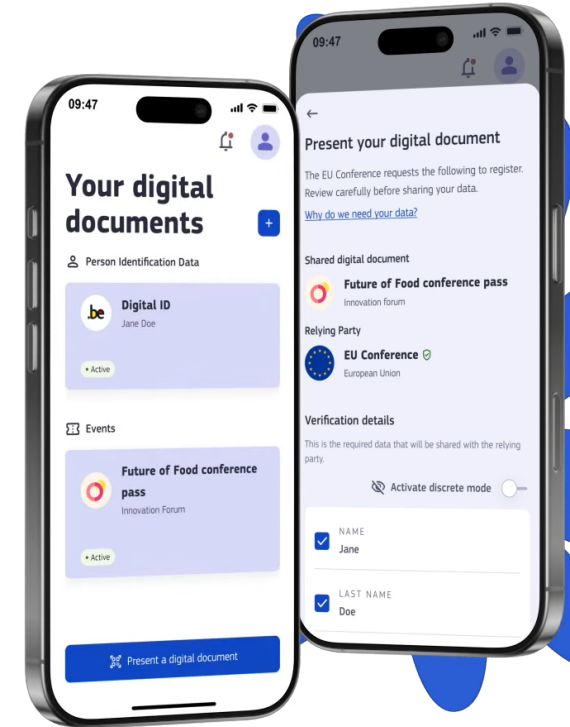 09:47
Your digital
documents
+
Person Identification Data
.be
Digital ID
Jane Doe
• Active
Events
Future of Food conference
pass
Innovation Forum
• Active
Present a digital document
09:47
←
Present your digital document
The EU Conference requests the following to register.
Review carefully before sharing your data.
Why do we need your data?
Shared digital document
Future of Food conference pass
Innovation forum
Relying Party
EU Conference
European Union
Verification details
This is the required data that will be shared with the relying
party.
Activate discrete mode
NAME
Jane
LAST NAME
Doe